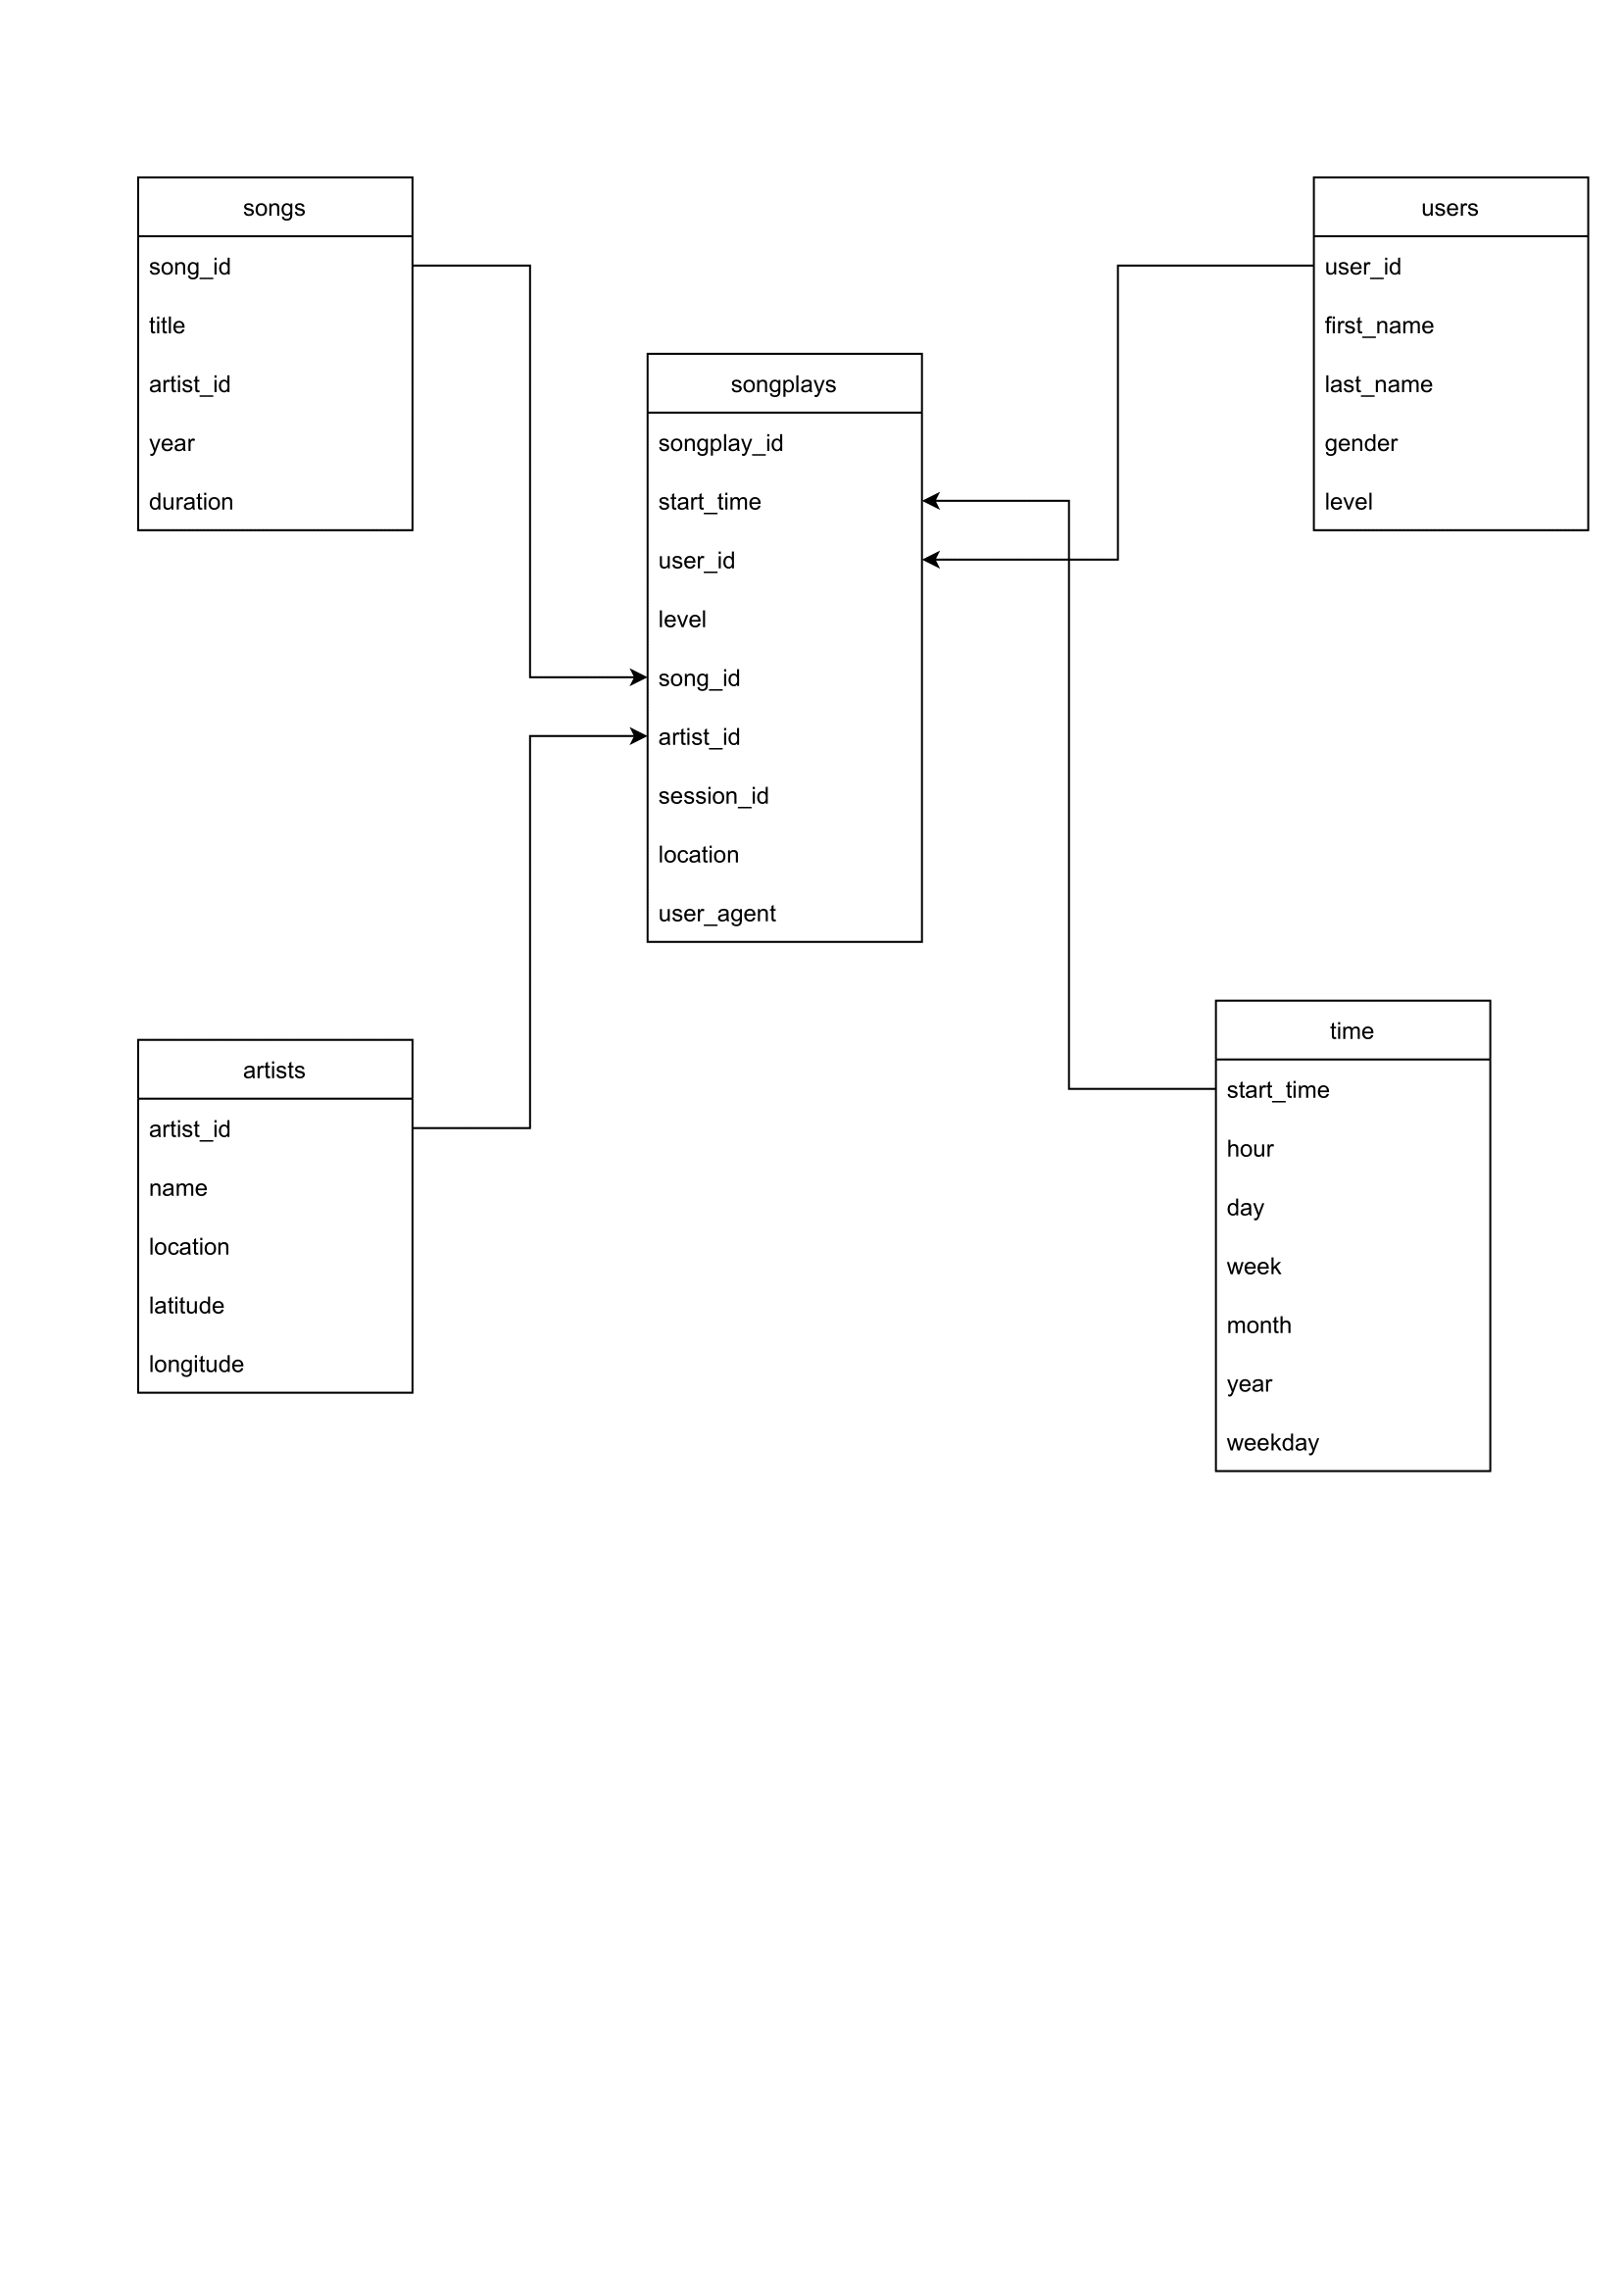 songs
song_id
title
artist_id
year
duration
users
user_id
first_name
last_name
gender
level
songplays
songplay_id
start_time
user_id
level
song_id
artist_id
session_id
location
user_agent
artists
artist_id
name
location
latitude
longitude
time
start_time
hour
day
week
month
year
weekday